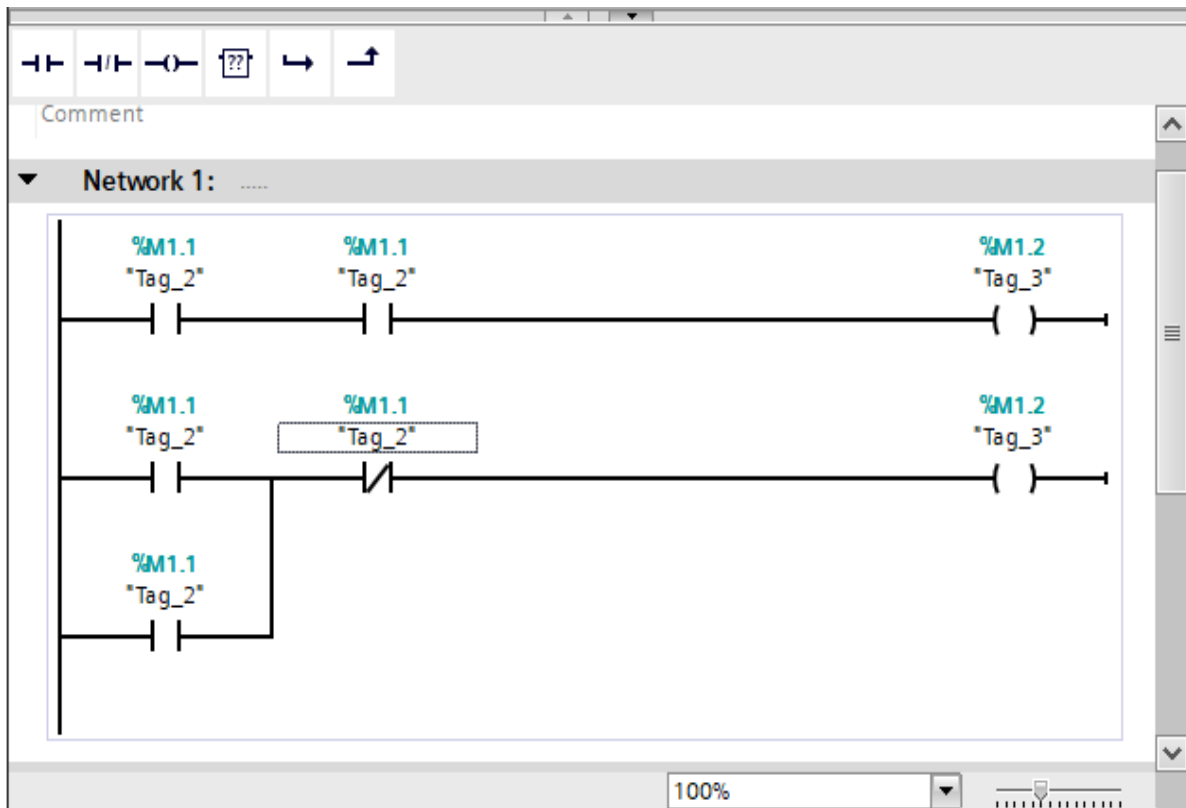 ??
Comment
Network 1: .....
%M1.1 %M1.1 %M1.2
"Tag_2" "Tag_2" "Tag_3"
%M1.1 %M1.1 %M1.2
"Tag_2" "Tag_2" "Tag_3"
%M1.1
"Tag_2"
100%